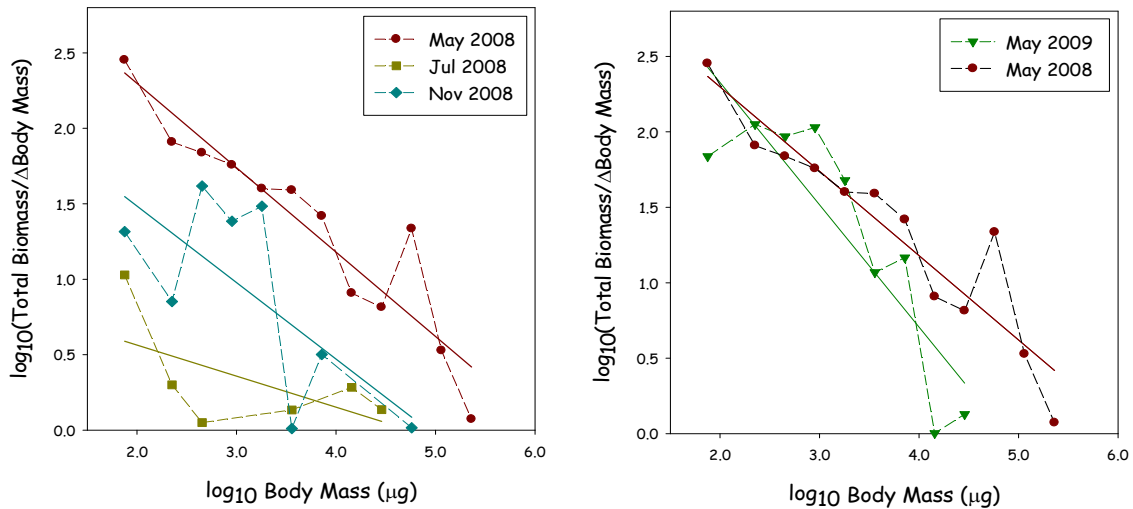 log10(Total Biomass/ΔBody Mass)
2.5
2.0
1.5
1.0
0.5
0.0
May 2008
Jul 2008
Nov 2008
2.0 3.0 4.0 5.0 6.0
log10 Body Mass (μg)
log10(Total Biomass/ΔBody Mass)
2.5
2.0
1.5
1.0
0.5
0.0
May 2009
May 2008
2.0 3.0 4.0 5.0 6.0
log10 Body Mass (μg)